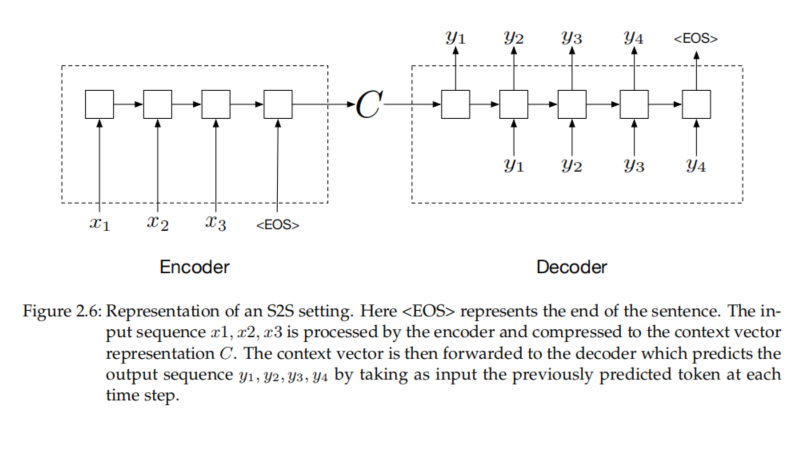 y1 y2 y3 y4 <EOS>
C
y1 y2 y3 y4
x1 x2 x3 <EOS>
Encoder Decoder
Figure 2.6: Representation of an S2S setting. Here <EOS> represents the end of the sentence. The in-
put sequence x1, x2, x3 is processed by the encoder and compressed to the context vector
representation C. The context vector is then forwarded to the decoder which predicts the
output sequence y1, y2, y3, y4 by taking as input the previously predicted token at each
time step.